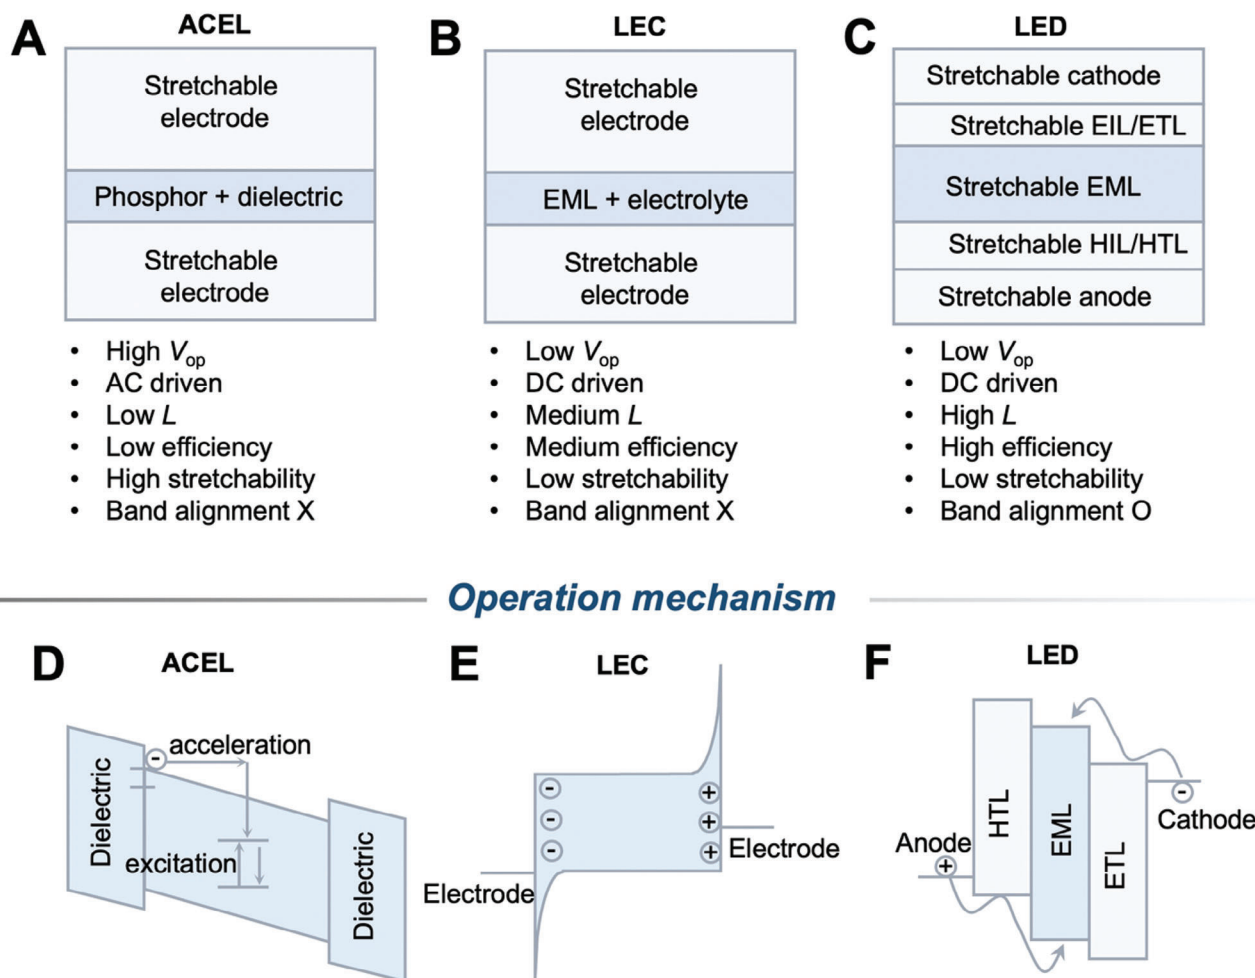 A
ACEL
Stretchable
electrode
Phosphor + dielectric
Stretchable
electrode
• High Vop
• AC driven
• Low L
• Low efficiency
• High stretchability
• Band alignment X
B
LEC
Stretchable
electrode
EML + electrolyte
Stretchable
electrode
• Low Vop
• DC driven
• Medium L
• Medium efficiency
• Low stretchability
• Band alignment X
C
LED
Stretchable cathode
Stretchable EIL/ETL
Stretchable EML
Stretchable HIL/HTL
Stretchable anode
• Low Vop
• DC driven
• High L
• High efficiency
• Low stretchability
• Band alignment O
Operation mechanism
D
ACEL
Dielectric
-
acceleration
excitation
Dielectric
E
LEC
-
-
-
+
+
+
Electrode
Electrode
F
LED
HTL
EML
ETL
Anode
+
-
Cathode